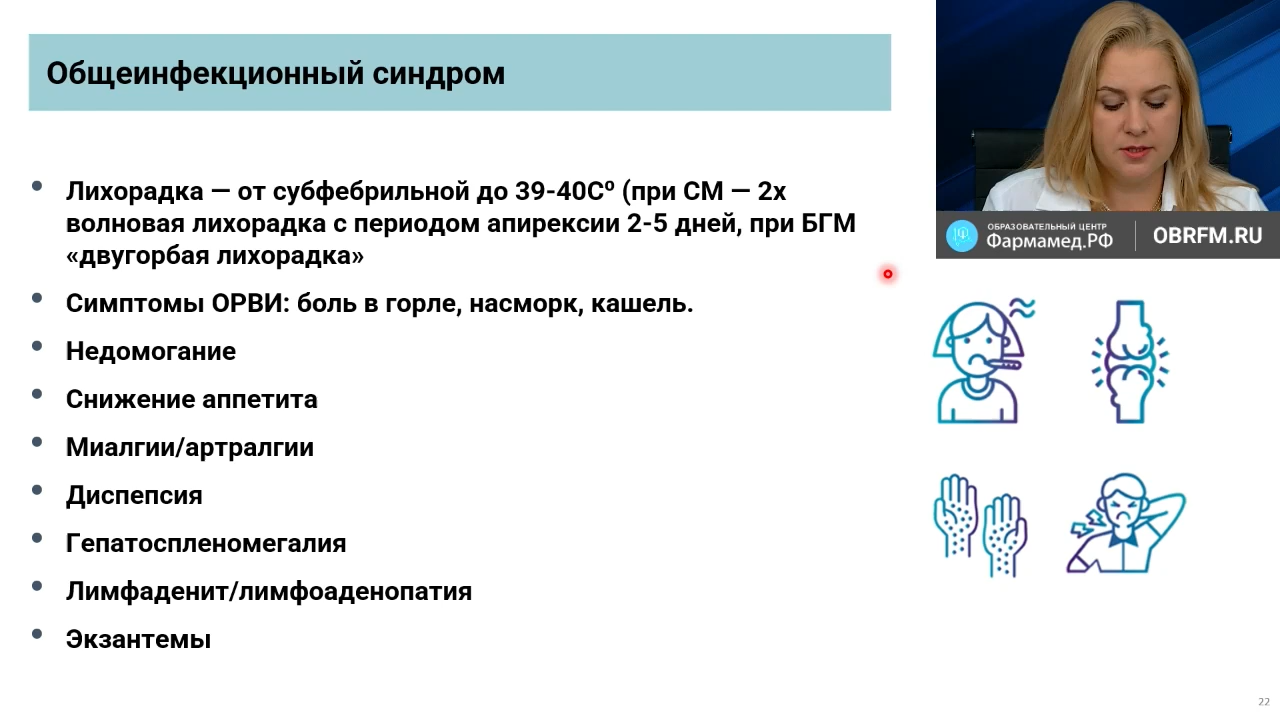 Общеинфекционный синдром
• Лихорадка — от субфебрильной до 39-40С⁰ (при СМ — 2х
волновая лихорадка с периодом апирексии 2-5 дней, при БГМ
«двугорбая лихорадка»
• Симптомы ОРВИ: боль в горле, насморк, кашель.
• Недомогание
• Снижение аппетита
• Миалгии/артралгии
• Диспепсия
• Гепатоспленомегалия
• Лимфаденит/лимфоаденопатия
• Экзантемы
ОБРАЗОВАТЕЛЬНЫЙ ЦЕНТР
Фармамед.РФ
OBRFM.RU
22